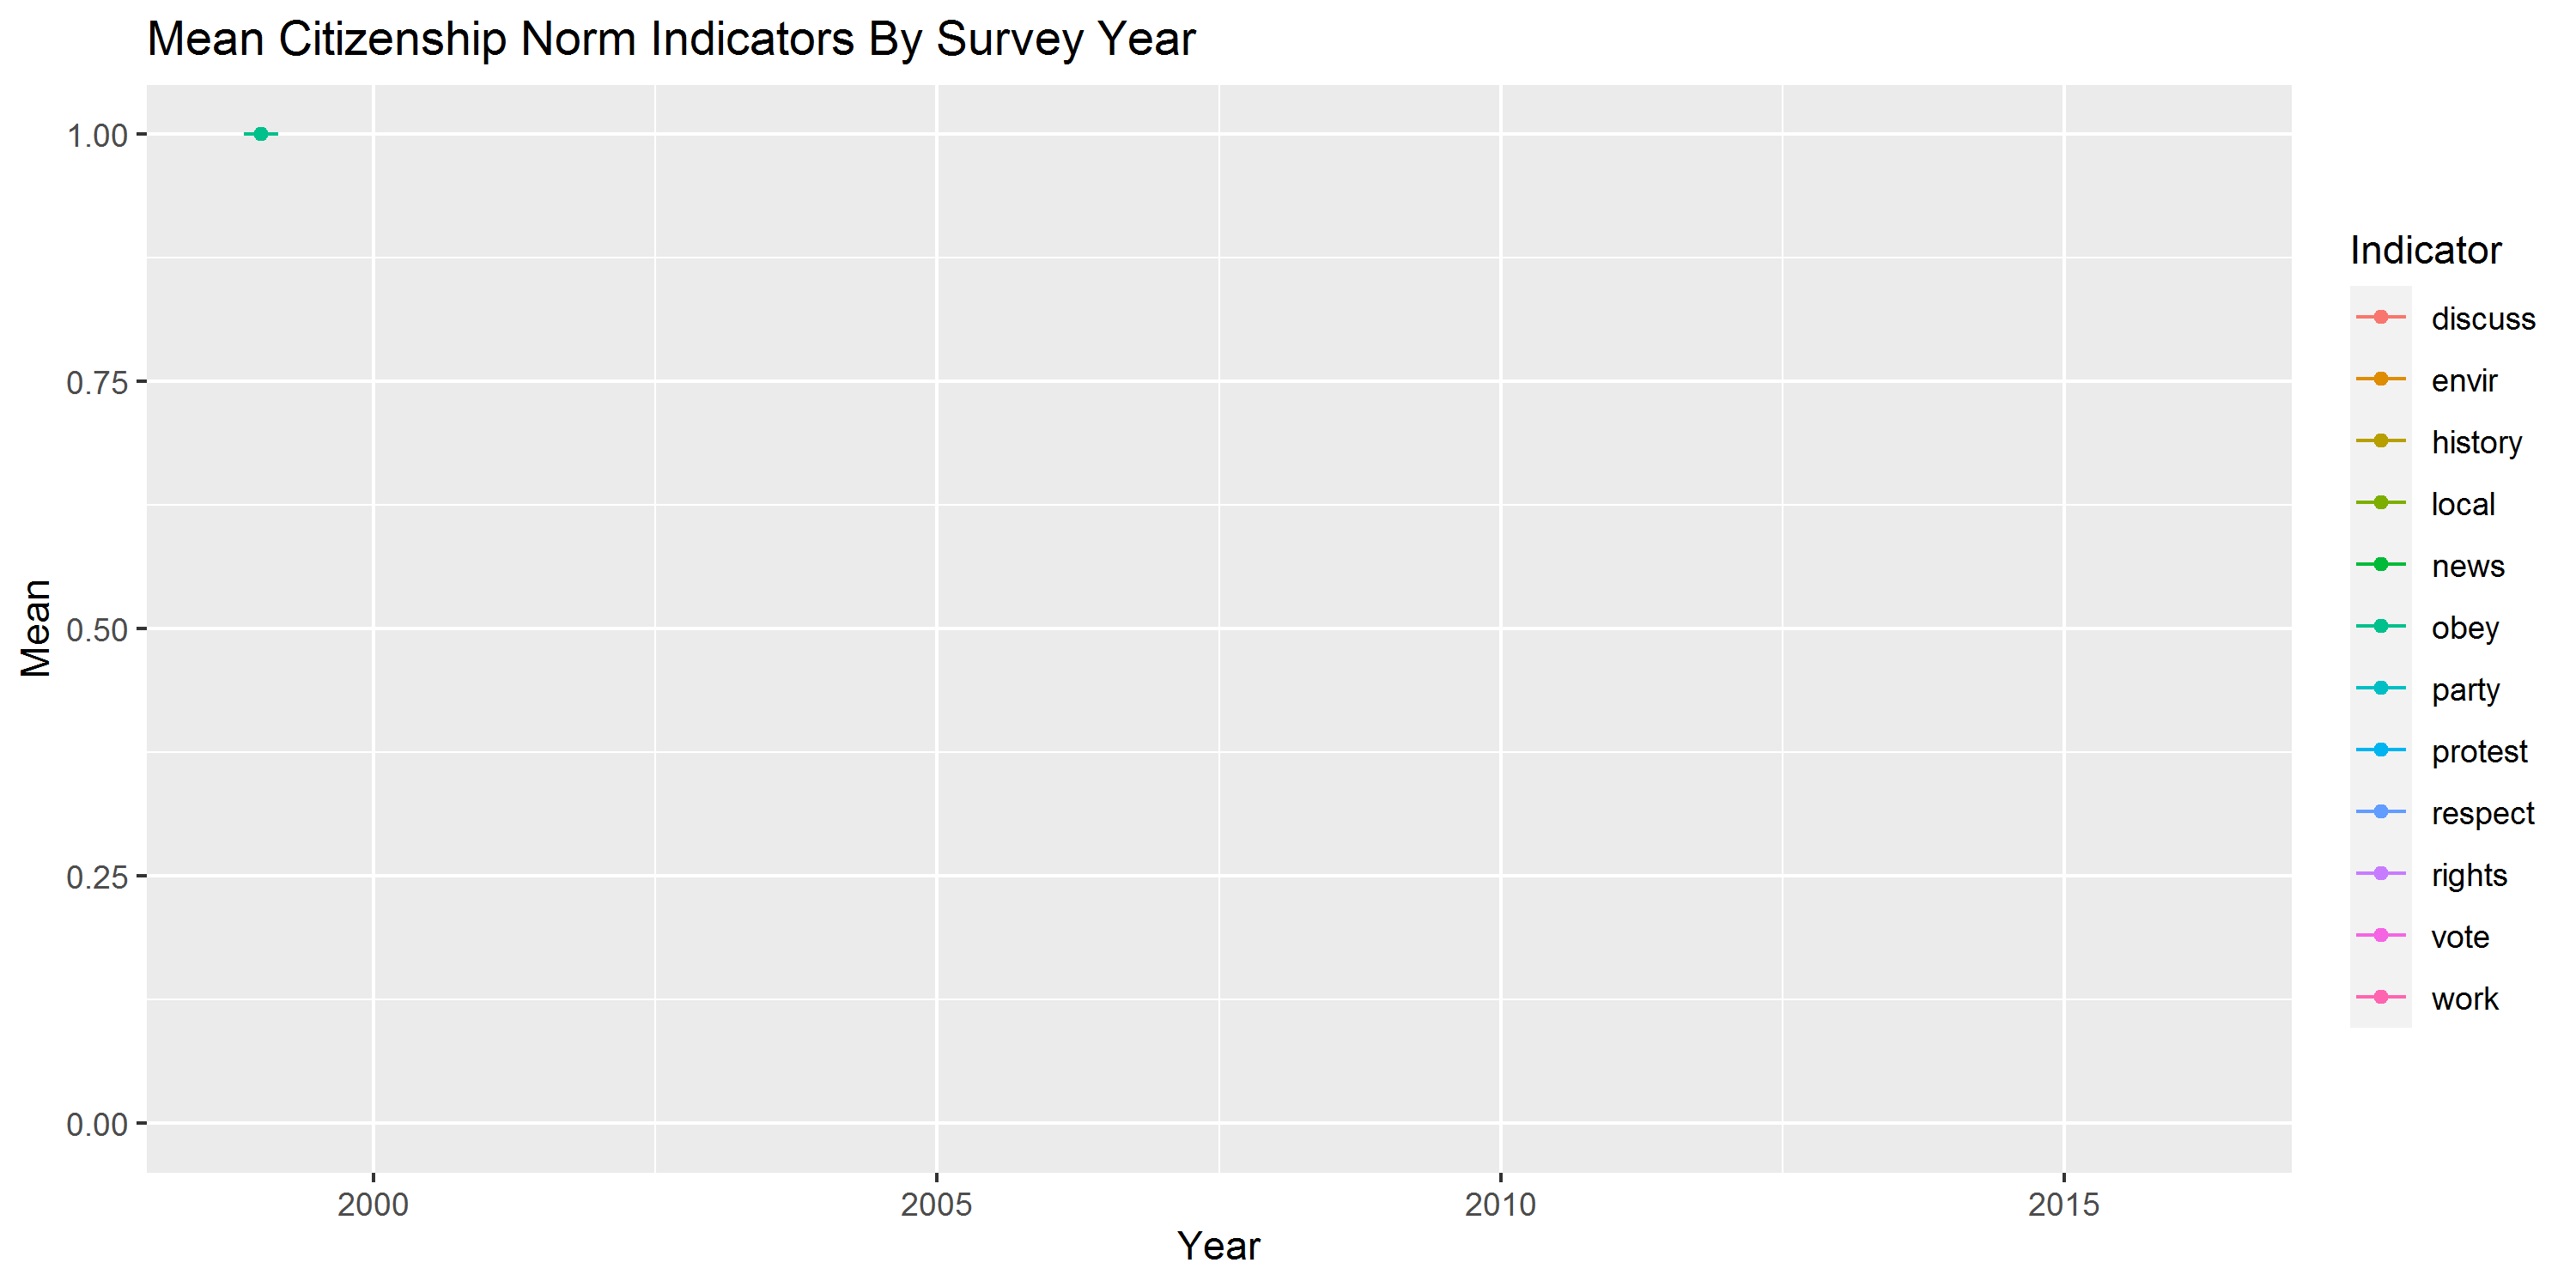 Mean Citizenship Norm Indicators By Survey Year
1.00
0.75
0.50
0.25
0.00
Mean
2000 2005 2010 2015
Year
Indicator
discuss
envir
history
local
news
obey
party
protest
respect
rights
vote
work